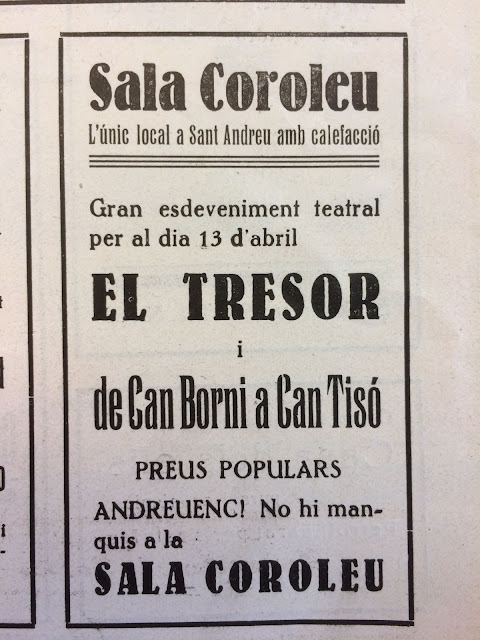 Sala Coroleu
L'únic local a Sant Andreu amb calefacció
Gran esdeveniment teatral
per al dia 13 d'abril
EL TRESOR
i
de Can Borni a Can Tisó
PREUS POPULARS
ANDREUENC! No hi man-
quis a la
SALA COROLEU